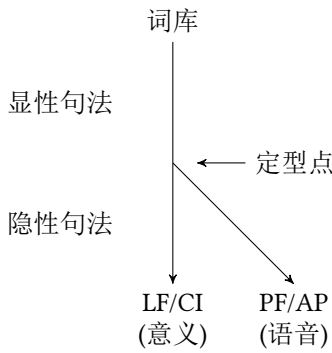 词库
显性句法
定型点
隐性句法
LF/CI
(意义)
PF/AP
(语音)